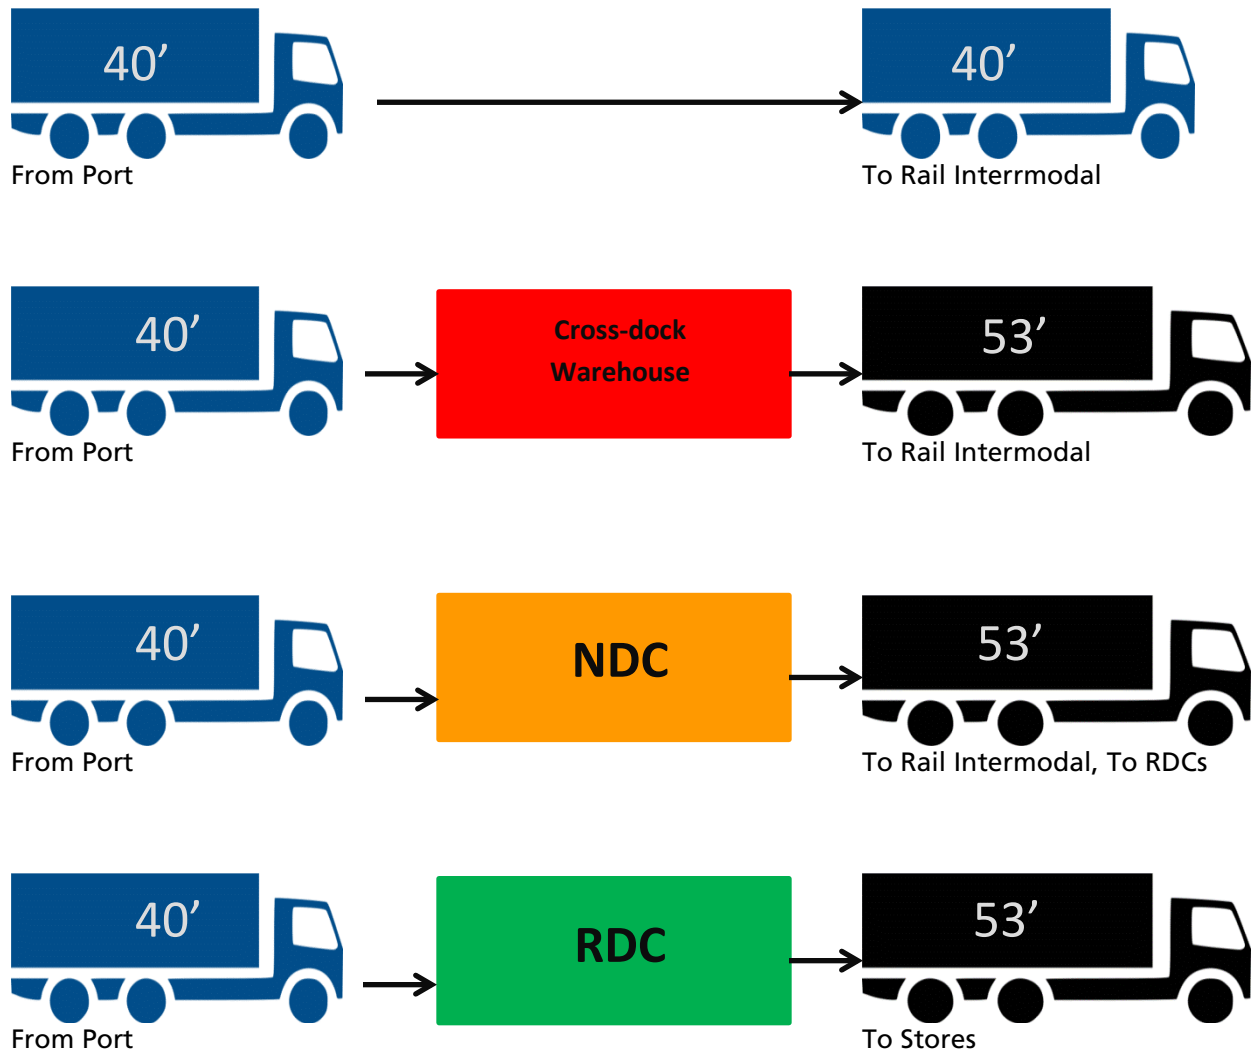 40’
40’
From Port
To Rail Interrmodal
40’
Cross-dock
Warehouse
53’
From Port
To Rail Intermodal
40’
NDC
53’
From Port
To Rail Intermodal, To RDCs
40’
RDC
53’
From Port
To Stores